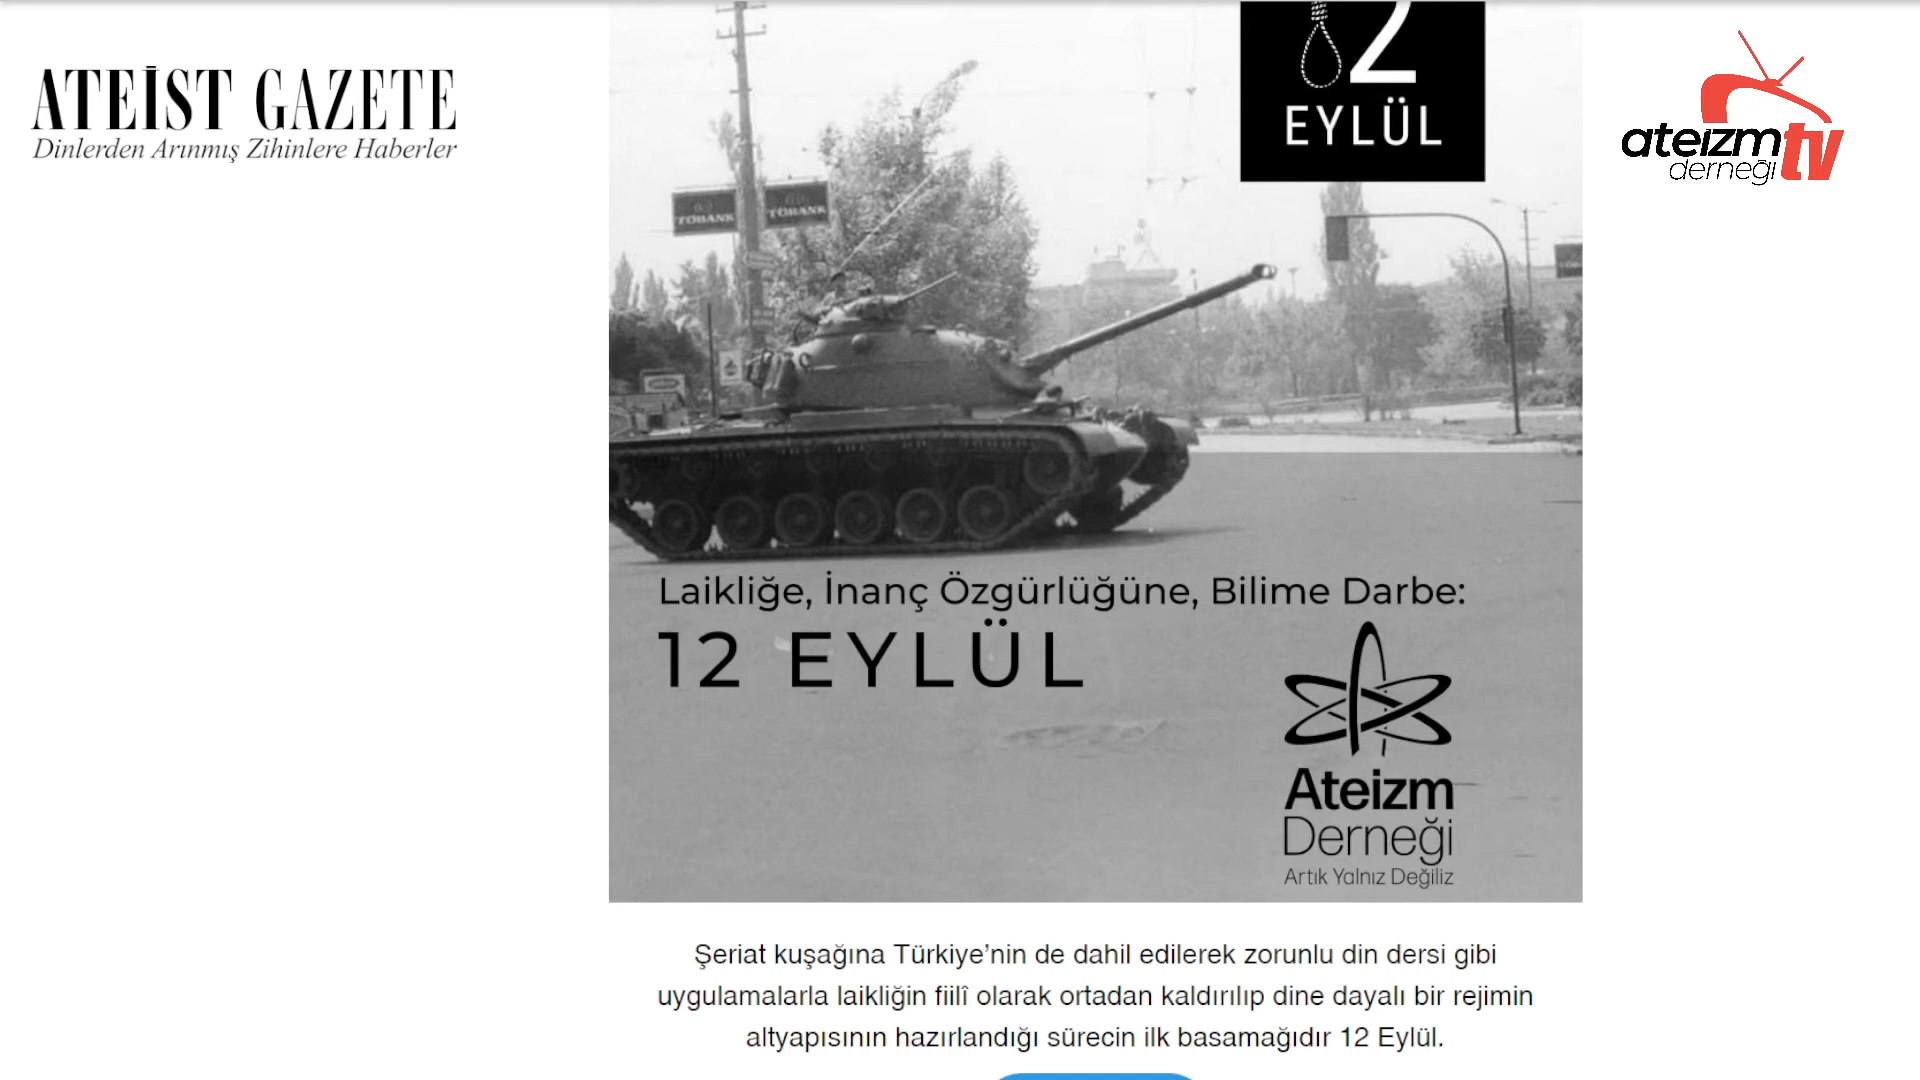 ATEİST GAZETE
Dinlerden Arınmış Zihinlere Haberler
2
EYLÜL
ateizm tv
derneği
TÖBANK
TÖBANK
Laikliğe, İnanç Özgürlüğüne, Bilime Darbe:
12 EYLÜL
Ateizm
Derneği
Artık Yalnız Değiliz
Şeriat kuşağına Türkiye’nin de dahil edilerek zorunlu din dersi gibi
uygulamalarla laikliğin fiilî olarak ortadan kaldırılıp dine dayalı bir rejimin
altyapısının hazırlandığı sürecin ilk basamağıdır 12 Eylül.